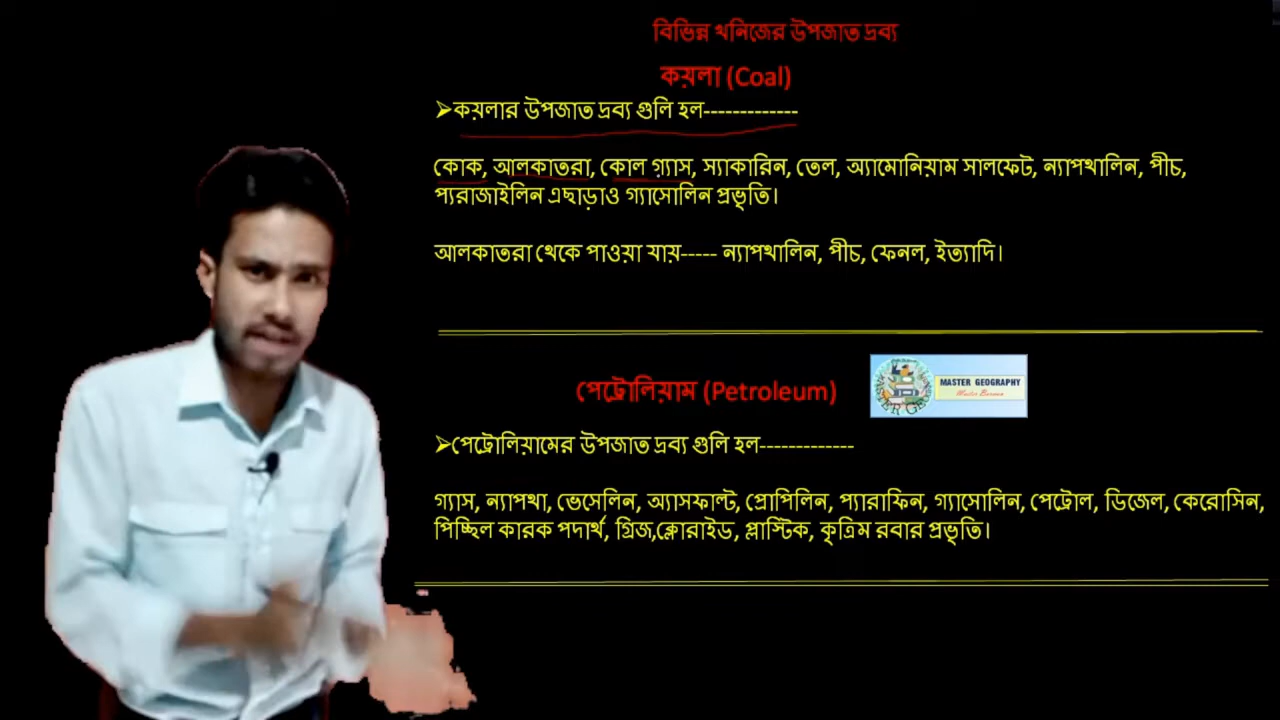 বিভিন্ন খনিজের উপজাত দ্রব্য
কয়লা (Coal)
➢কয়লার উপজাত দ্রব্য গুলি হল-------------
কোক, আলকাতরা, কোল গ্যাস, স্যাকারিন, তেল, অ্যামোনিয়াম সালফেট, ন্যাপথালিন, পীচ,
প্যরাজাইলিন এছাড়াও গ্যাসোলিন প্রভৃতি।
আলকাতরা থেকে পাওয়া যায়----- ন্যাপথালিন, পীচ, ফেনল, ইত্যাদি।
পেট্রোলিয়াম (Petroleum)
MASTER GEOGRAPHY
➢পেট্রোলিয়ামের উপজাত দ্রব্য গুলি হল-------------
গ্যাস, ন্যাপথা, ভেসেলিন, অ্যাসফাল্ট, প্রোপিলিন, প্যারাফিন, গ্যাসোলিন, পেট্রোল, ডিজেল, কেরোসিন,
পিচ্ছিল কারক পদার্থ, গ্রিজ,ক্লোরাইড, প্লাস্টিক, কৃত্রিম রবার প্রভৃতি।